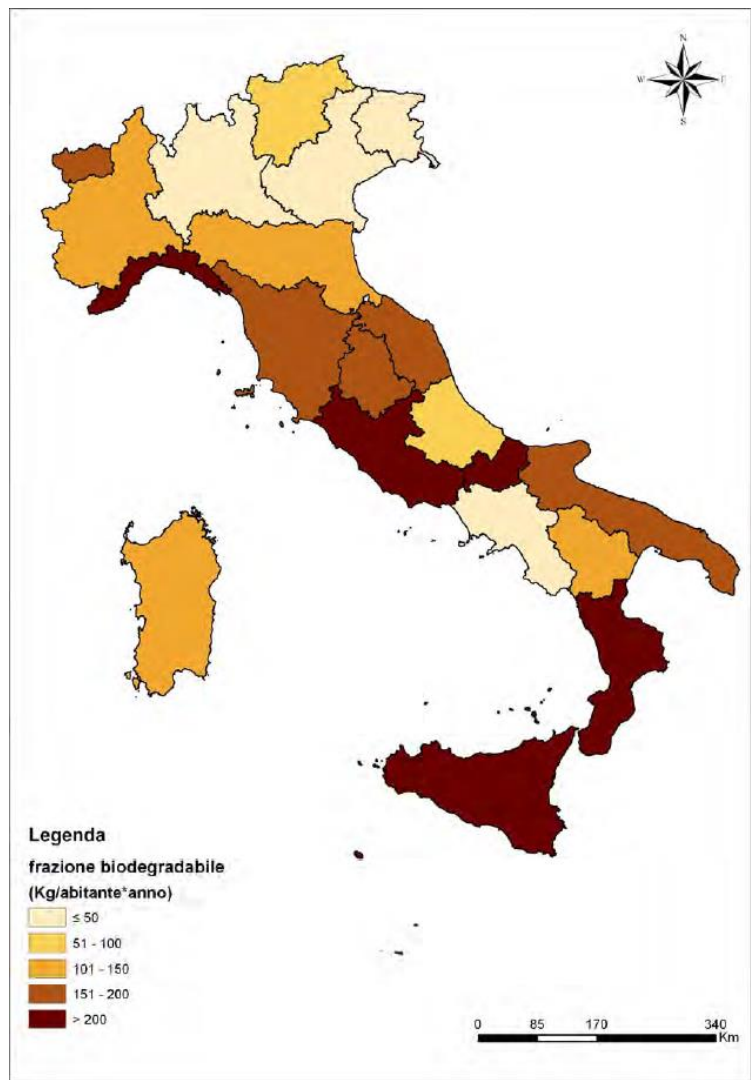 N
W E
S
Legenda
frazione biodegradabile
(Kg/abitante*anno)
≤ 50
51 - 100
101 - 150
151 - 200
> 200
0 85 170 340
Km